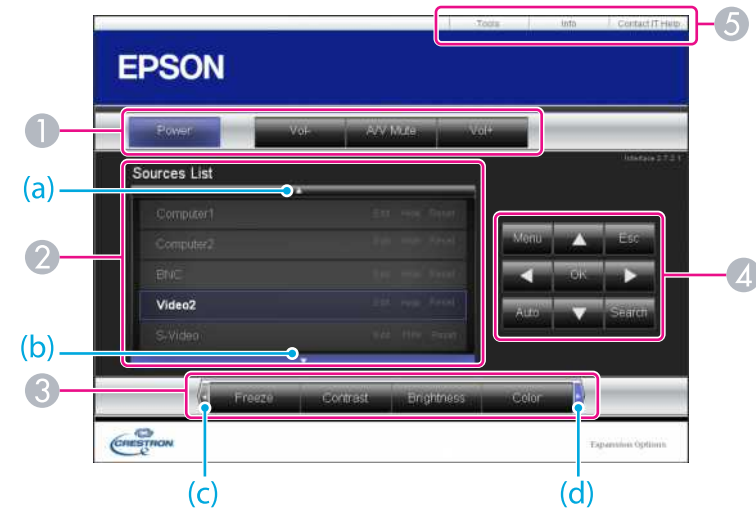 Tools Info Contact IT Help 5
EPSON
1 Power Vol- A/V Mute Vol+
Interface 2.7.2.1
Sources List
(a)
Computer1 Edit Hide Reset
Computer2 Edit Hide Reset
2 BNC Edit Hide Reset
Video2 Edit Hide Reset
S-Video Edit Hide Reset
(b)
Menu Esc
OK 4
Auto Search
3 Freeze Contrast Brightness Color
CRESTRON Expansion Options
(c) (d)